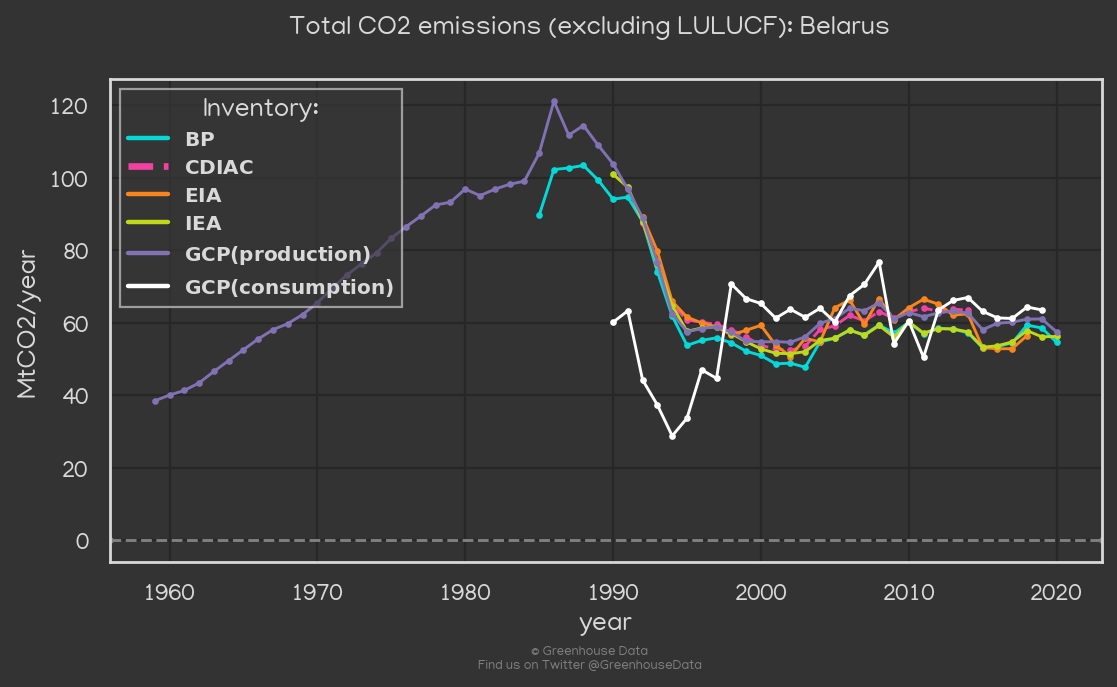 Total CO2 emissions (excluding LULUCF): Belarus
Inventory:
BP
CDIAC
EIA
IEA
GCP(production)
GCP(consumption)
MtCO2/year
120
100
80
60
40
20
0
1960 1970 1980 1990 2000 2010 2020
year
© Greenhouse Data
Find us on Twitter @GreenhouseData